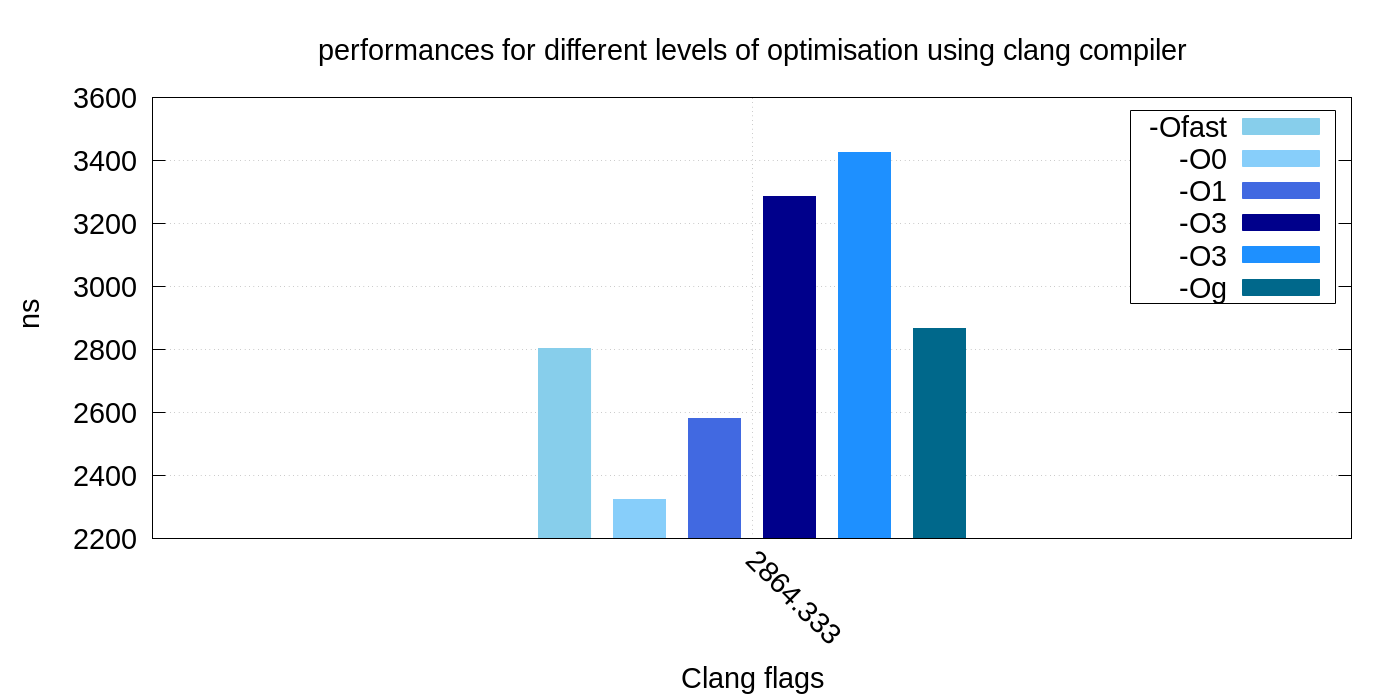 performances for different levels of optimisation using clang compiler
3600
3400
3200
3000
2800
2600
2400
2200
ns
-Ofast
-O0
-O1
-O3
-O3
-Og
2864.333
Clang flags